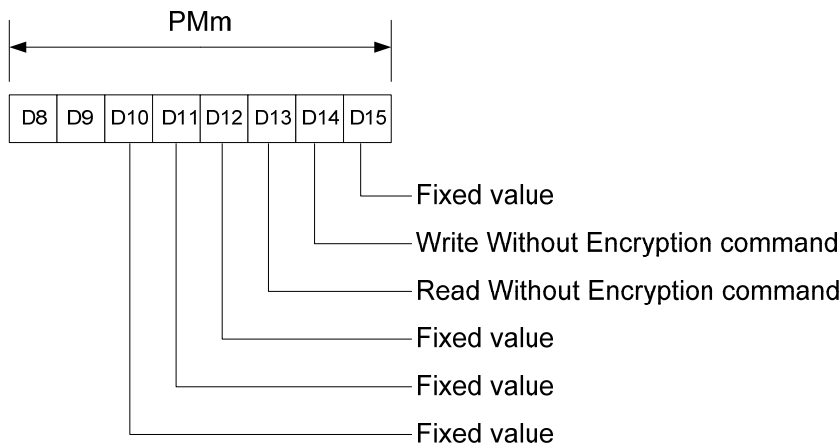 PMm
D8 D9 D10 D11 D12 D13 D14 D15
Fixed value
Write Without Encryption command
Read Without Encryption command
Fixed value
Fixed value
Fixed value